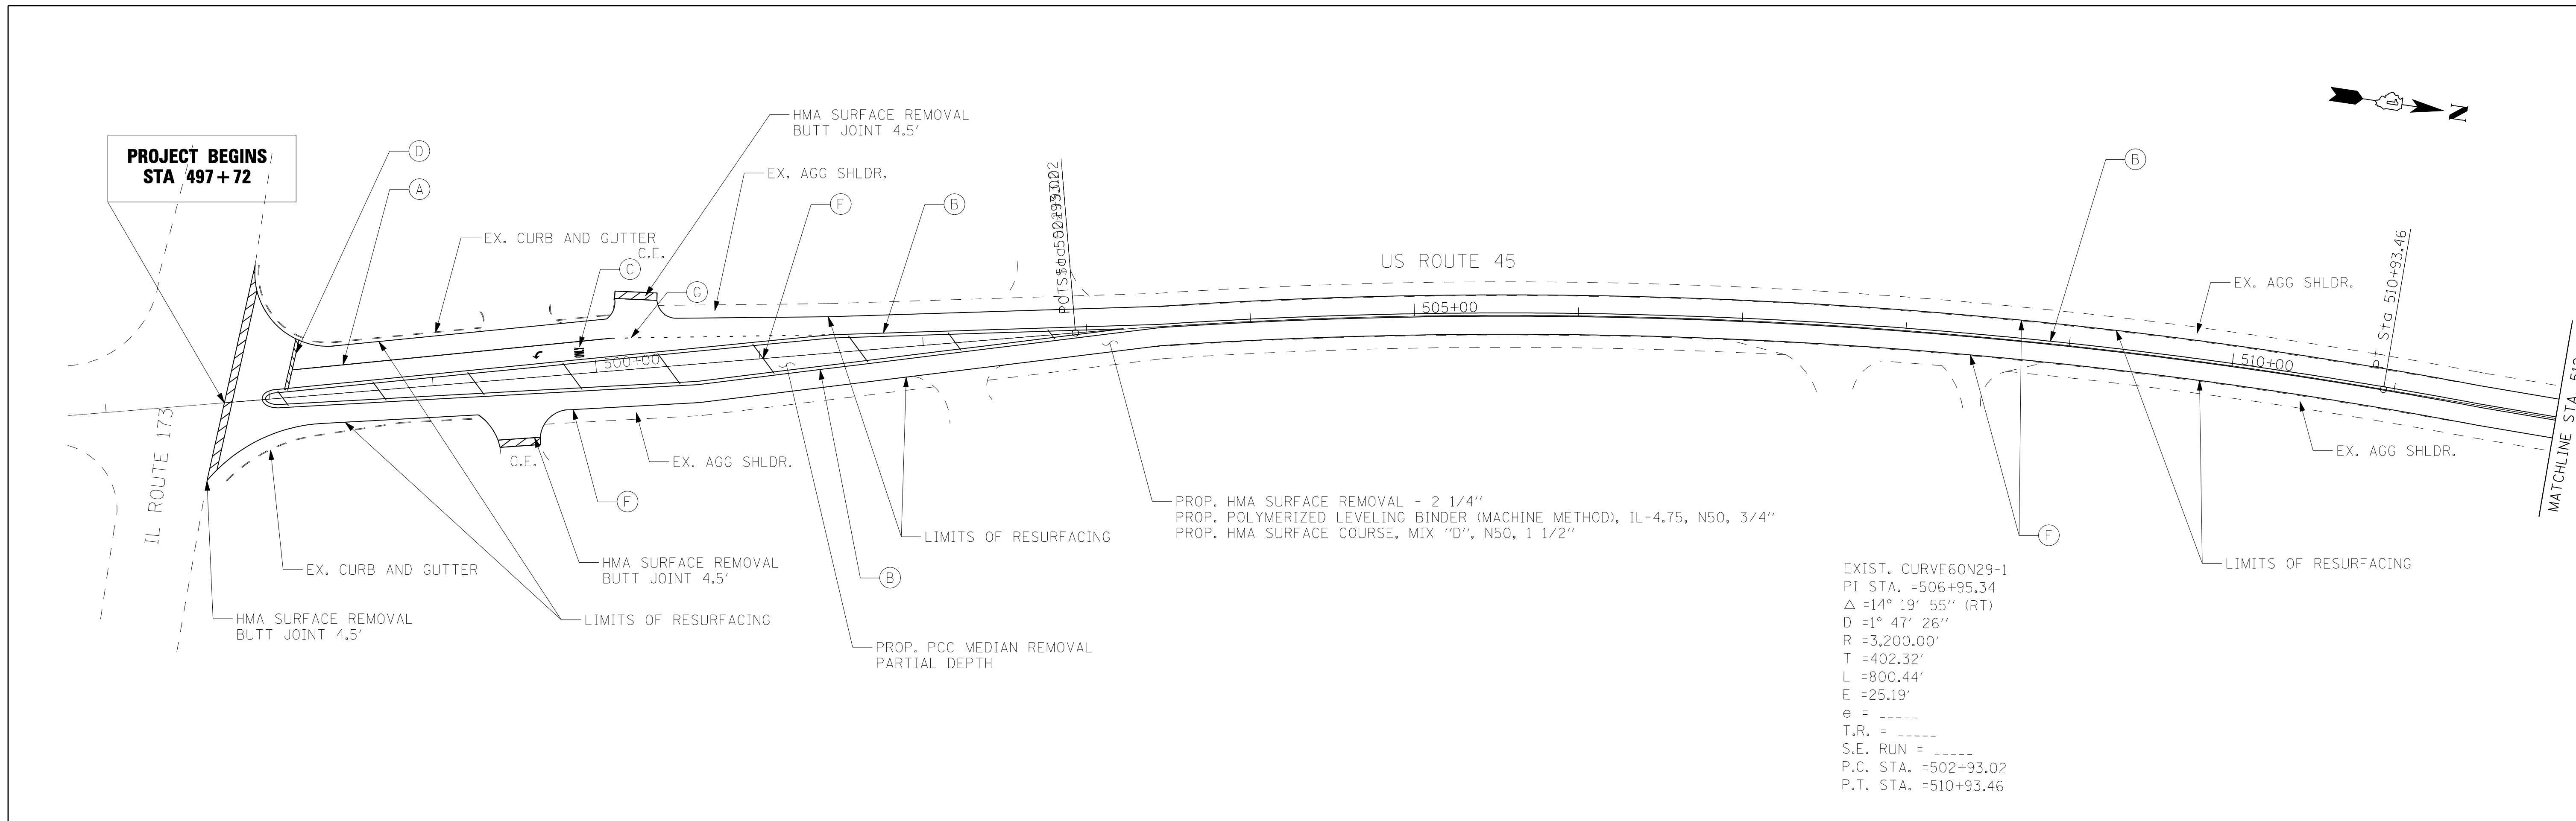 PROJECT BEGINS
STA 497+72
D
A
HMA SURFACE REMOVAL
BUTT JOINT 4.5'
EX. AGG SHLDR.
E
B
EX. CURB AND GUTTER
C.E.
C
G
US ROUTE 45
N
B
EX. AGG SHLDR.
PT Sta 510+93.46
500+00
505+00
510+00
IL ROUTE 173
C.E.
EX. AGG SHLDR.
F
HMA SURFACE REMOVAL
BUTT JOINT 4.5'
EX. CURB AND GUTTER
HMA SURFACE REMOVAL
BUTT JOINT 4.5'
LIMITS OF RESURFACING
B
PROP. PCC MEDIAN REMOVAL
PARTIAL DEPTH
LIMITS OF RESURFACING
PROP. HMA SURFACE REMOVAL - 2 1/4"
PROP. POLYMERIZED LEVELING BINDER (MACHINE METHOD), IL-4.75, N50, 3/4"
PROP. HMA SURFACE COURSE, MIX "D", N50, 1 1/2"
F
LIMITS OF RESURFACING
EX. AGG SHLDR.
MATCHLINE STA
EXIST. CURVE60N29-1
PI STA. =506+95.34
△ =14° 19' 55'' (RT)
D =1° 47' 26''
R =3,200.00'
T =402.32'
L =800.44'
E =25.19'
e = _____
T.R. = _____
S.E. RUN = _____
P.C. STA. =502+93.02
P.T. STA. =510+93.46